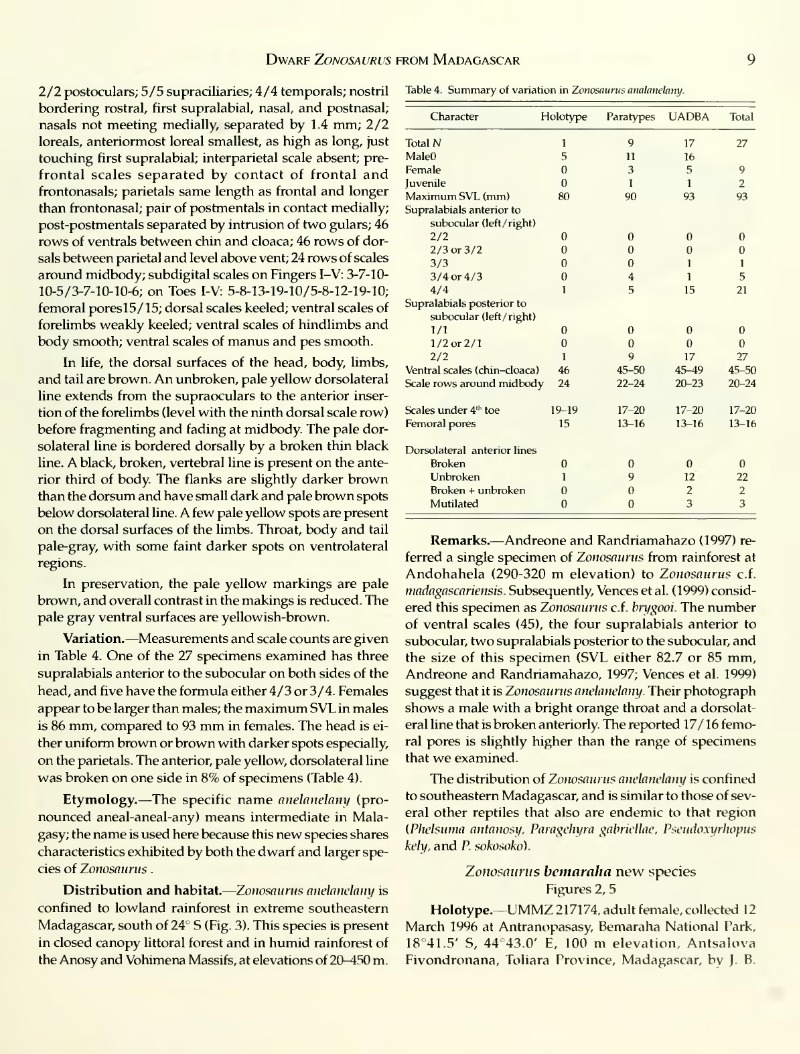 DWARF ZONOSAURUS FROM MADAGASCAR 9
2/2 postoculars; 5/5 supraciliaries; 4/4 temporals; nostril
bordering rostral, first supralabial, nasal, and postnasal;
nasals not meeting medially, separated by 1.4 mm; 2/2
loreals, anteriormost loreal smallest, as high as long, just
touching first supralabial; interparietal scale absent; pre-
frontal scales separated by contact of frontal and
frontonasals; parietals same length as frontal and longer
than frontonasal; pair of postmentals in contact medially;
post-postmentals separated by intrusion of two gulars; 46
rows of ventrals between chin and cloaca; 46 rows of dor-
sals between parietal and level above vent; 24 rows of scales
around midbody; subdigital scales on Fingers I–V: 3-7-10-
10-5/3-7-10-10-6; on Toes I-V: 5-8-13-19-10/5-8-12-19-10;
femoral pores15/15; dorsal scales keeled; ventral scales of
forelimbs weakly keeled; ventral scales of hindlimbs and
body smooth; ventral scales of manus and pes smooth.
In life, the dorsal surfaces of the head, body, limbs,
and tail are brown. An unbroken, pale yellow dorsolateral
line extends from the supraoculars to the anterior inser-
tion of the forelimbs (level with the ninth dorsal scale row)
before fragmenting and fading at midbody. The pale dor-
solateral line is bordered dorsally by a broken thin black
line. A black, broken, vertebral line is present on the ante-
rior third of body. The flanks are slightly darker brown
than the dorsum and have small dark and pale brown spots
below dorsolateral line. A few pale yellow spots are present
on the dorsal surfaces of the limbs. Throat, body and tail
pale-gray, with some faint darker spots on ventrolateral
regions.
In preservation, the pale yellow markings are pale
brown, and overall contrast in the makings is reduced. The
pale gray ventral surfaces are yellowish-brown.
Variation.—Measurements and scale counts are given
in Table 4. One of the 27 specimens examined has three
supralabials anterior to the subocular on both sides of the
head, and five have the formula either 4/3 or 3/4. Females
appear to be larger than males; the maximum SVL in males
is 86 mm, compared to 93 mm in females. The head is ei-
ther uniform brown or brown with darker spots especially,
on the parietals. The anterior, pale yellow, dorsolateral line
was broken on one side in 8% of specimens (Table 4).
Etymology.—The specific name anelanelany (pro-
nounced aneal-aneal-any) means intermediate in Mala-
gasy; the name is used here because this new species shares
characteristics exhibited by both the dwarf and larger spe-
cies of Zonosaurus .
Distribution and habitat.—Zonosaurus anelanelany is
confined to lowland rainforest in extreme southeastern
Madagascar, south of 24° S (Fig. 3). This species is present
in closed canopy littoral forest and in humid rainforest of
the Anosy and Vohimena Massifs, at elevations of 20–450 m.
Table 4. Summary of variation in Zonosaurus analanelany.
Character Holotype Paratypes UADBA Total
Total N 1 9 17 27
Male0 5 11 16
Female 0 3 5 9
Juvenile 0 1 1 2
Maximum SVL (mm) 80 90 93 93
Supralabials anterior to
subocular (left/right)
2/2 0 0 0 0
2/3 or 3/2 0 0 0 0
3/3 0 0 1 1
3/4 or 4/3 0 4 1 5
4/4 1 5 15 21
Supralabials posterior to
subocular (left/right)
1/1 0 0 0 0
1/2 or 2/1 0 0 0 0
2/2 1 9 17 27
Ventral scales (chin–cloaca) 46 45–50 45–49 45–50
Scale rows around midbody 24 22–24 20–23 20–24
Scales under 4th toe 19–19 17–20 17–20 17–20
Femoral pores 15 13–16 13–16 13–16
Dorsolateral anterior lines
Broken 0 0 0 0
Unbroken 1 9 12 22
Broken + unbroken 0 0 2 2
Mutilated 0 0 3 3
Remarks.—Andreone and Randriamahazo (1997) re-
ferred a single specimen of Zonosaurus from rainforest at
Andohahela (290-320 m elevation) to Zonosaurus c.f.
madagascariensis. Subsequently, Vences et al. (1999) consid-
ered this specimen as Zonosaurus c.f. brygooi. The number
of ventral scales (45), the four supralabials anterior to
subocular, two supralabials posterior to the subocular, and
the size of this specimen (SVL either 82.7 or 85 mm,
Andreone and Randriamahazo, 1997; Vences et al. 1999)
suggest that it is Zonosaurus anelanelany. Their photograph
shows a male with a bright orange throat and a dorsolat-
eral line that is broken anteriorly. The reported 17/16 femo-
ral pores is slightly higher than the range of specimens
that we examined.
The distribution of Zonosaurus anelanelany is confined
to southeastern Madagascar, and is similar to those of sev-
eral other reptiles that also are endemic to that region
(Phelsuma antanosy, Paragehyra gabriellae, Pseudoxyrhopus
kely, and P. sokosoko).
Zonosaurus bemaraha new species
Figures 2, 5
Holotype.—UMMZ 217174, adult female, collected 12
March 1996 at Antranopasasy, Bemaraha National Park,
18°41.5' S, 44°43.0' E, 100 m elevation, Antsalova
Fivondronana, Toliara Province, Madagascar, by J. B.